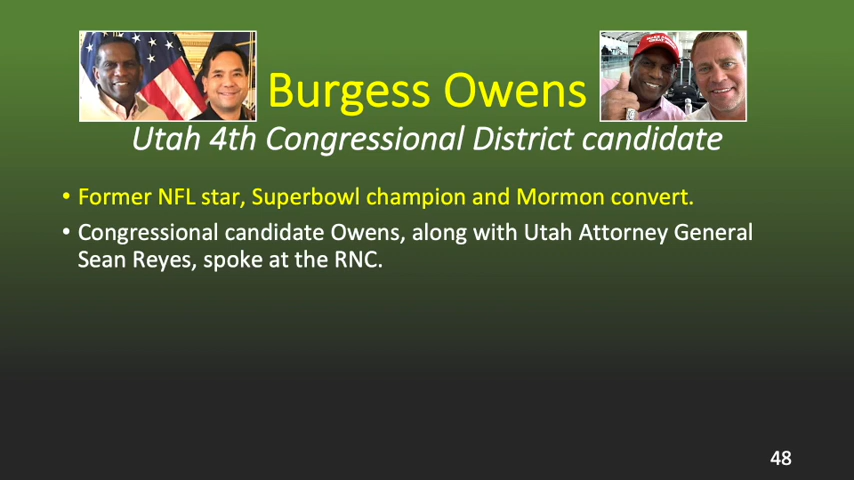 Burgess Owens
Utah 4th Congressional District candidate
• Former NFL star, Superbowl champion and Mormon convert.
• Congressional candidate Owens, along with Utah Attorney General
Sean Reyes, spoke at the RNC.
48